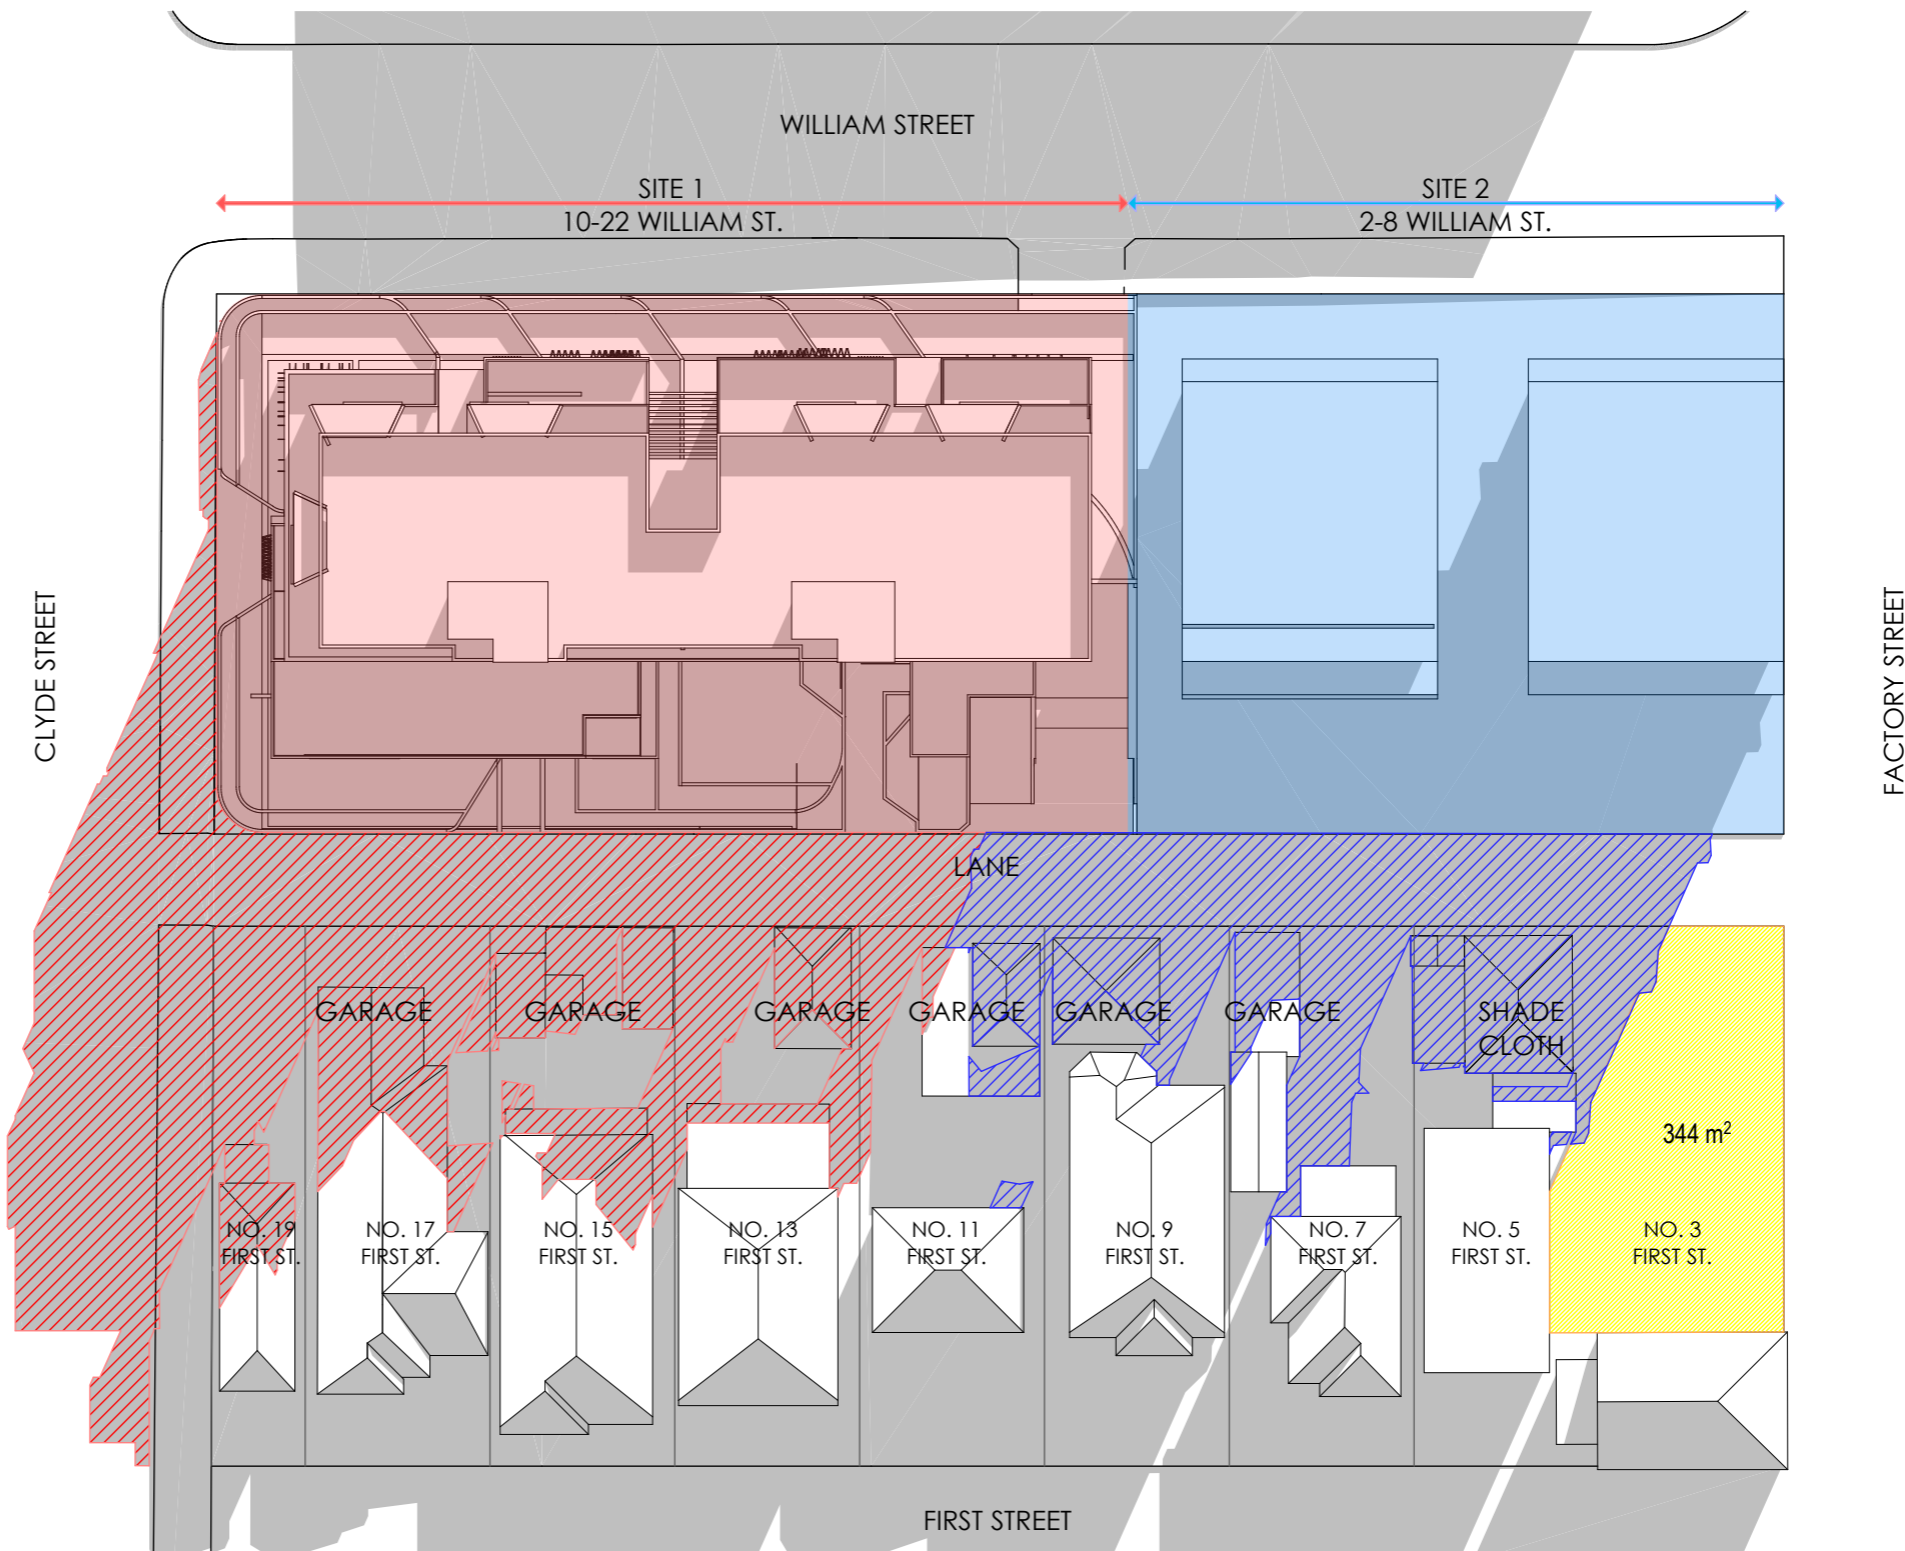 WILLIAM STREET
SITE 1
10-22 WILLIAM ST.
SITE 2
2-8 WILLIAM ST.
CLYDE STREET
FACTORY STREET
LANE
GARAGE
GARAGE
GARAGE
GARAGE
GARAGE
GARAGE
SHADE
CLOTH
344 m²
NO. 19
FIRST ST.
NO. 17
FIRST ST.
NO. 15
FIRST ST.
NO. 13
FIRST ST.
NO. 11
FIRST ST.
NO. 9
FIRST ST.
NO. 7
FIRST ST.
NO. 5
FIRST ST.
NO. 3
FIRST ST.
FIRST STREET